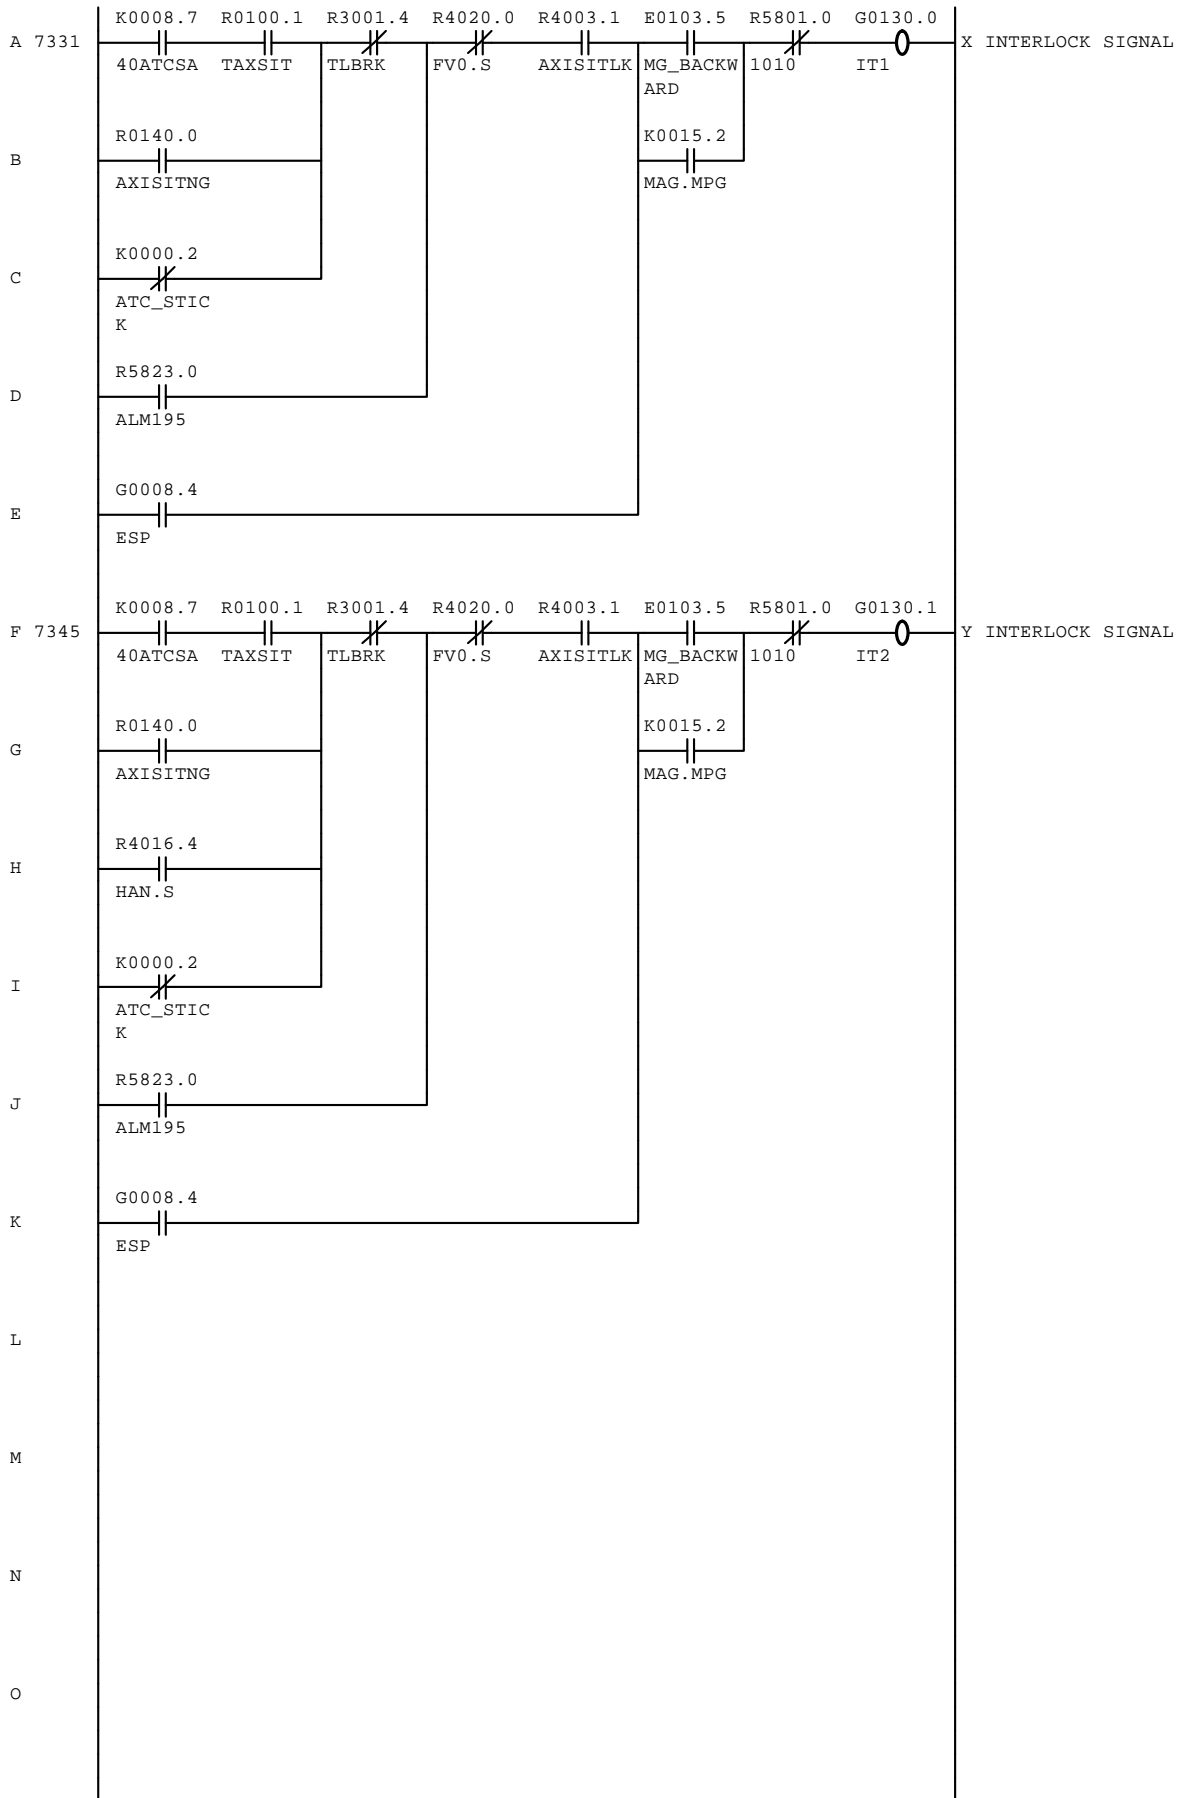 K0008.7 R0100.1 R3001.4 R4020.0 R4003.1 E0103.5 R5801.0 G0130.0
A 7331 X INTERLOCK SIGNAL
40ATCSA TAXSIT TLBRK FV0.S AXISITLK MG_BACKW 1010 IT1
ARD
R0140.0 K0015.2
B
AXISITNG MAG.MPG
K0000.2
C
ATC_STIC
K
R5823.0
D
ALM195
G0008.4
E
ESP
K0008.7 R0100.1 R3001.4 R4020.0 R4003.1 E0103.5 R5801.0 G0130.1
F 7345 Y INTERLOCK SIGNAL
40ATCSA TAXSIT TLBRK FV0.S AXISITLK MG_BACKW 1010 IT2
ARD
R0140.0 K0015.2
G
AXISITNG MAG.MPG
R4016.4
H
HAN.S
K0000.2
I
ATC_STIC
K
R5823.0
J
ALM195
G0008.4
K
ESP
L
M
N
O